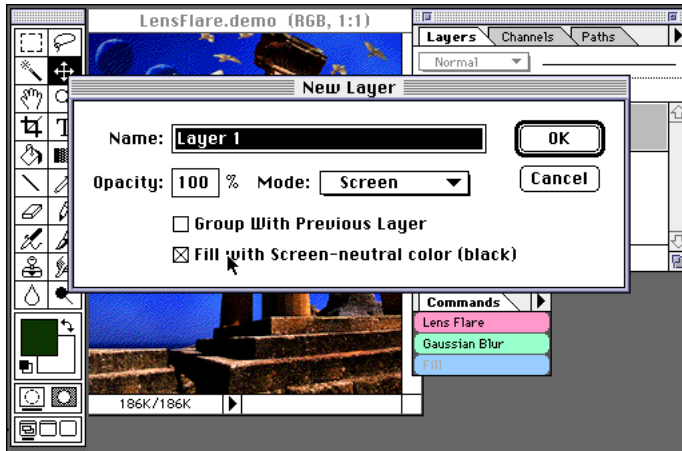 LensFlare.demo (RGB, 1:1)
Layers Channels Paths
Normal
New Layer
Name: Layer 1
OK
Opacity: 100 % Mode: Screen
Cancel
Group With Previous Layer
Fill with Screen-neutral color (black)
Commands
Lens Flare
Gaussian Blur
Fill
186K/186K